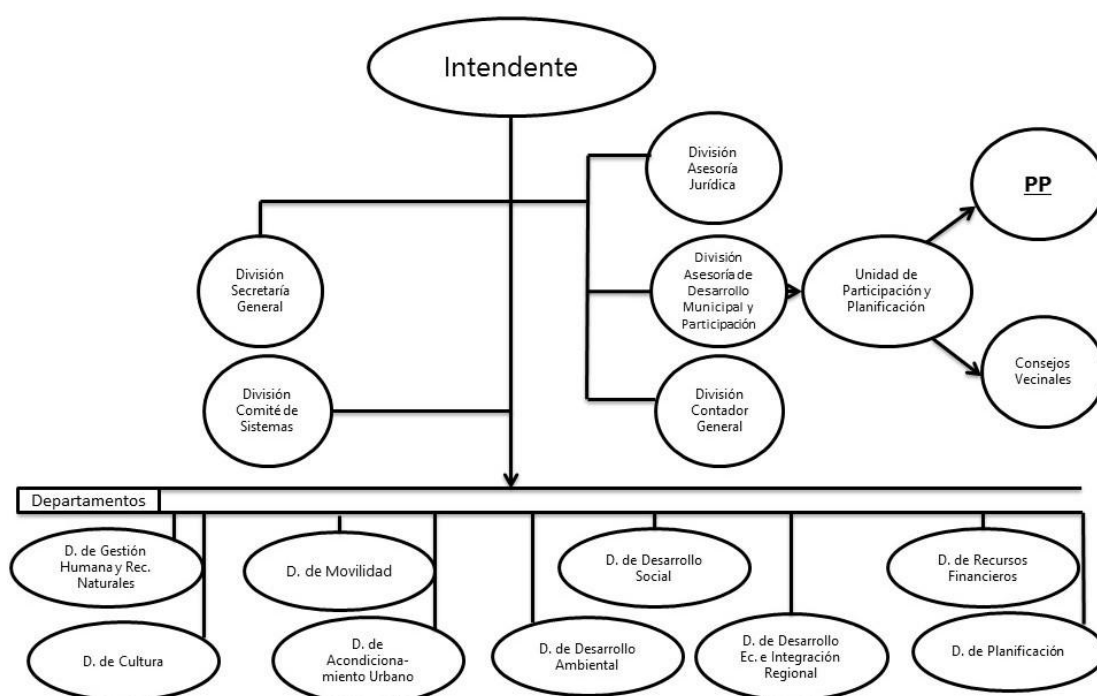 Intendente
División
Asesoría
Jurídica
PP
División
Secretaría
General
División
Asesoría de
Desarrollo
Municipal y
Participación
Unidad de
Participación y
Planificación
División
Comité de
Sistemas
División
Contador
General
Consejos
Vecinales
Departamentos
D. de Gestión
Humana y Rec.
Naturales
D. de Movilidad
D. de Desarrollo
Social
D. de Recursos
Financieros
D. de Cultura
D. de
Acondiciona-
miento Urbano
D. de Desarrollo
Ambiental
D. de Desarrollo
Ec. e Integración
Regional
D. de Planificación